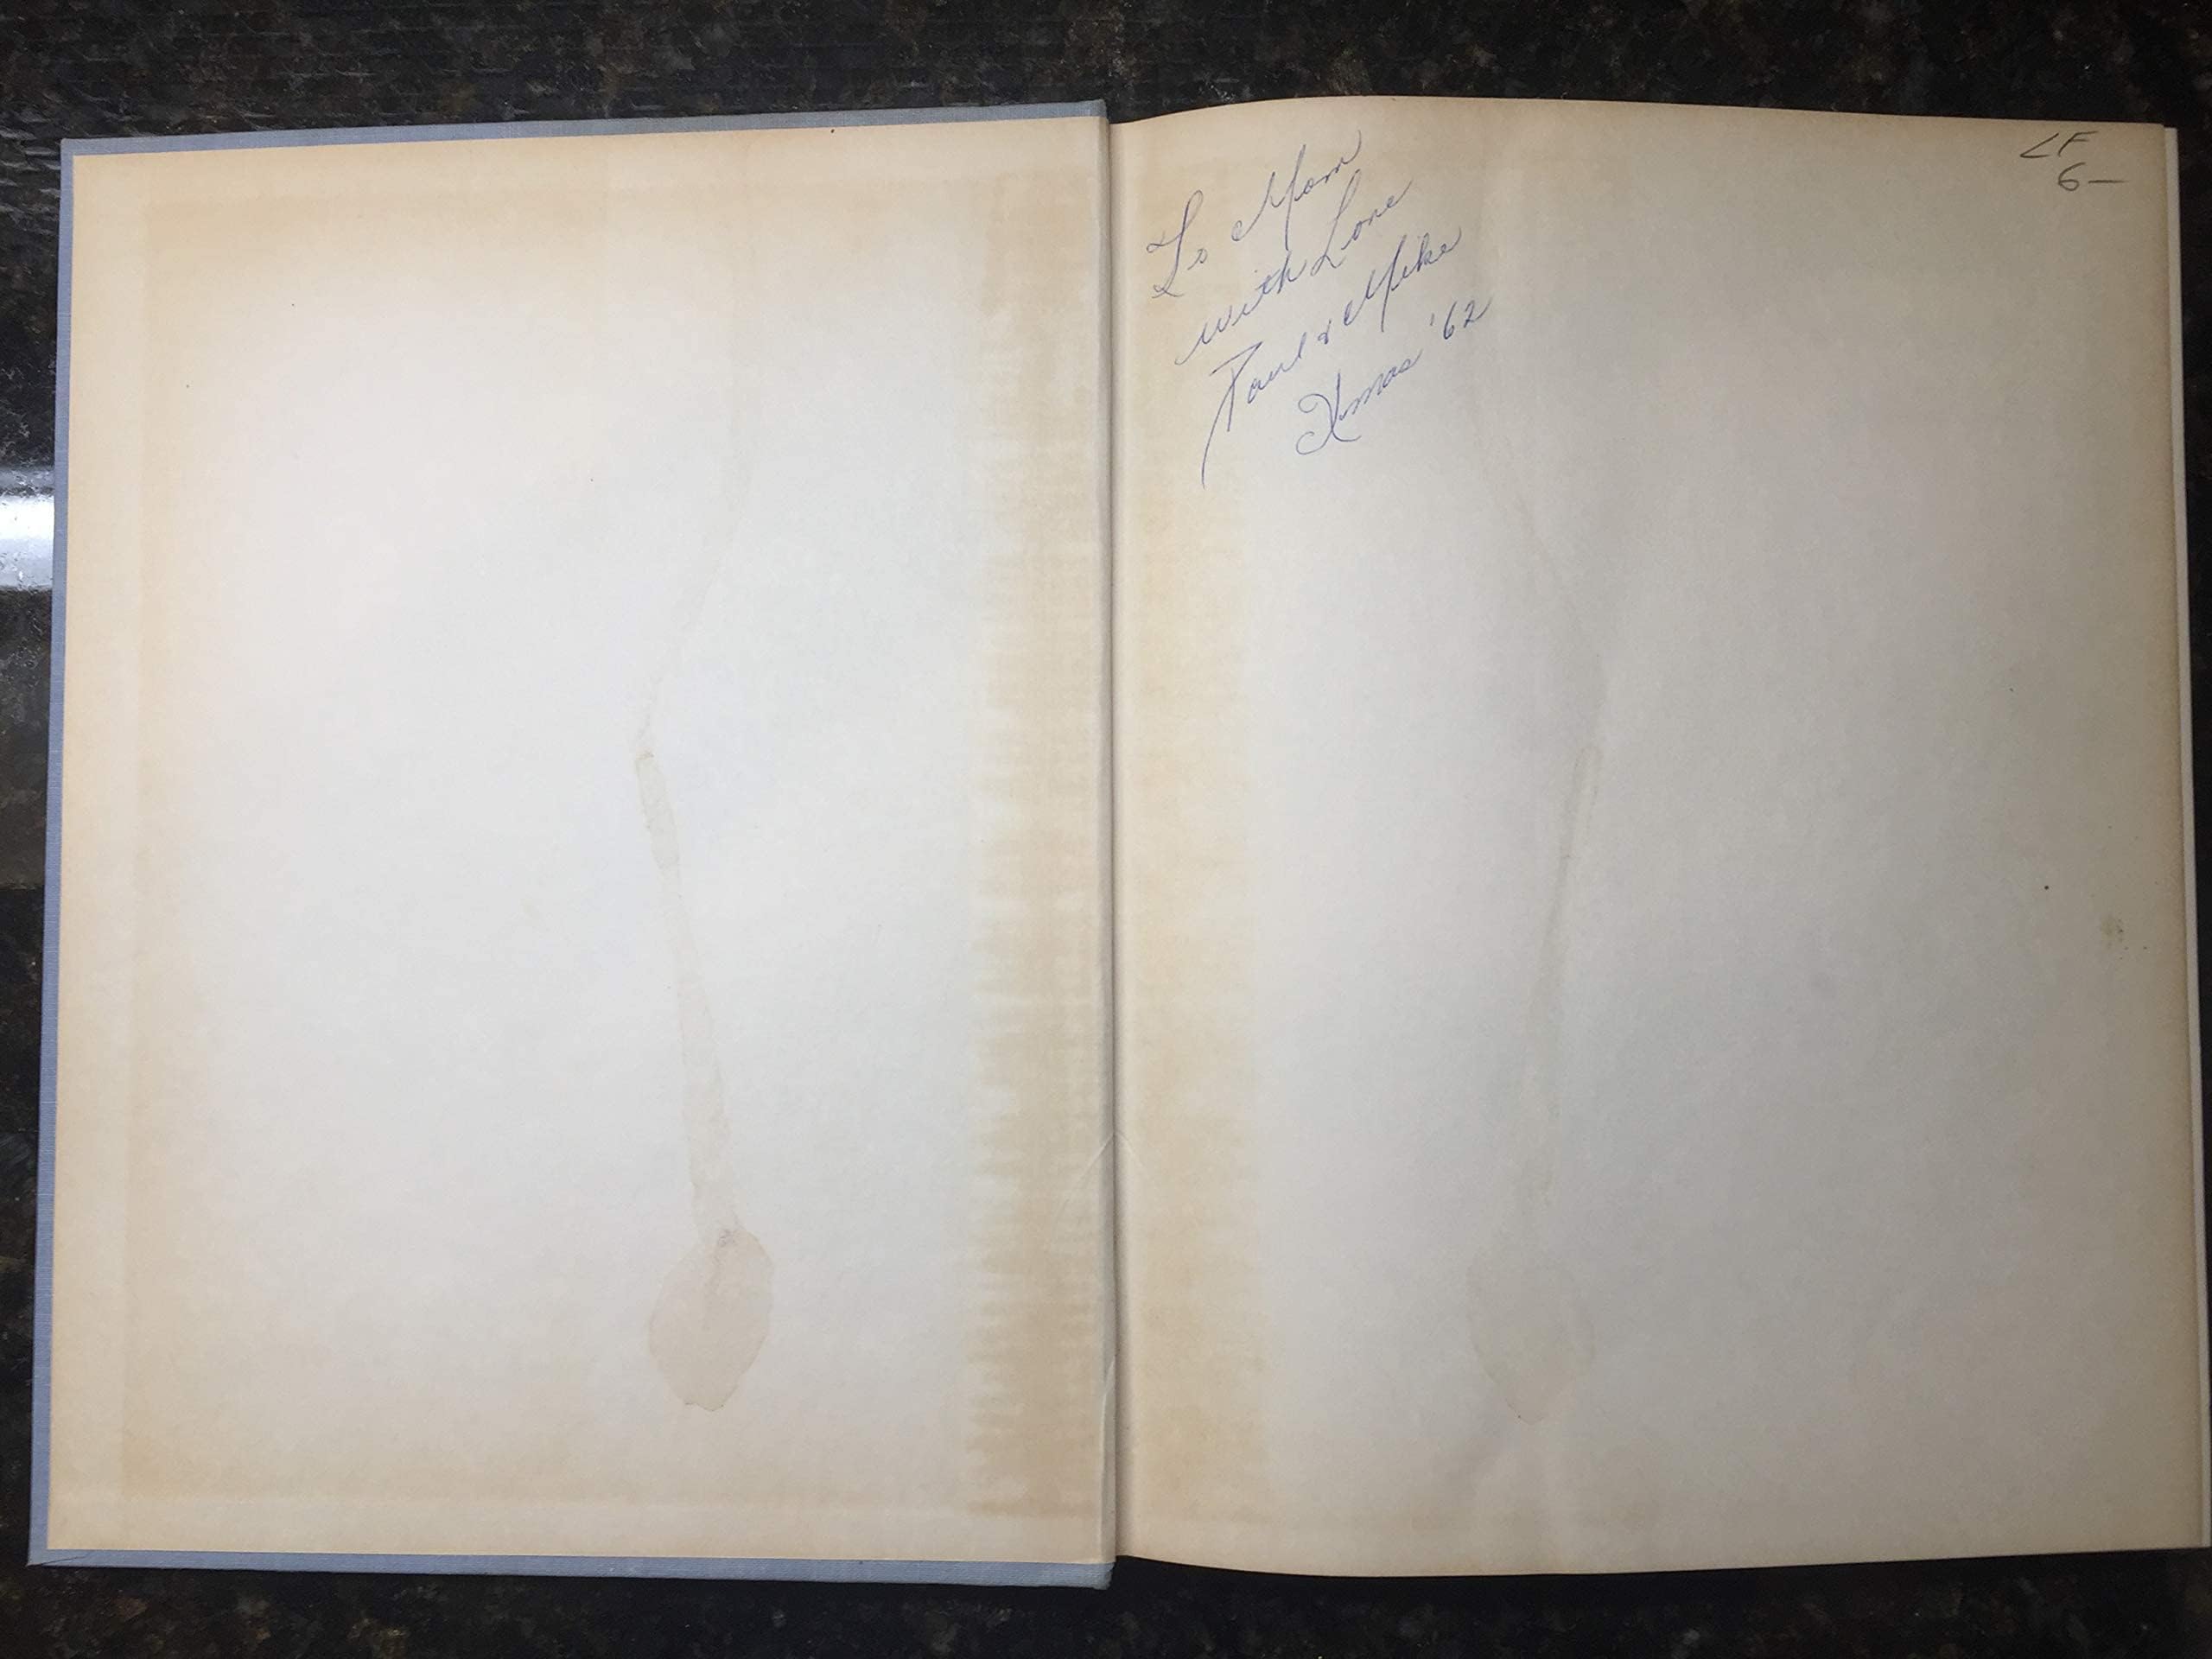 To Mom
with Love
Paul & Mike
Xmas '62
LF
6—